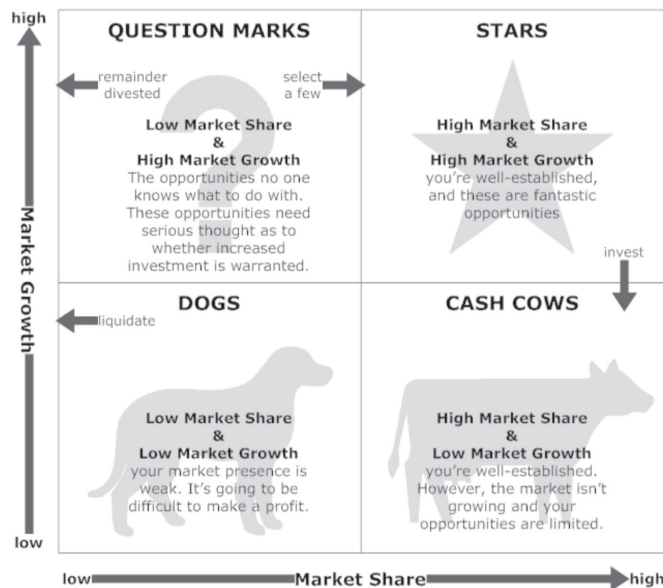 high
QUESTION MARKS
remainder
divested
select
a few
Low Market Share
&
High Market Growth
The opportunities no one
knows what to do with.
These opportunities need
serious thought as to
whether increased
investment is warranted.
STARS
High Market Share
&
High Market Growth
you're well-established,
and these are fantastic
opportunities
invest
Market Growth
DOGS
liquidate
Low Market Share
&
Low Market Growth
your market presence is
weak. It's going to be
difficult to make a profit.
CASH COWS
High Market Share
&
Low Market Growth
you're well-established.
However, the market isn't
growing and your
opportunities are limited.
low
low
Market Share
high